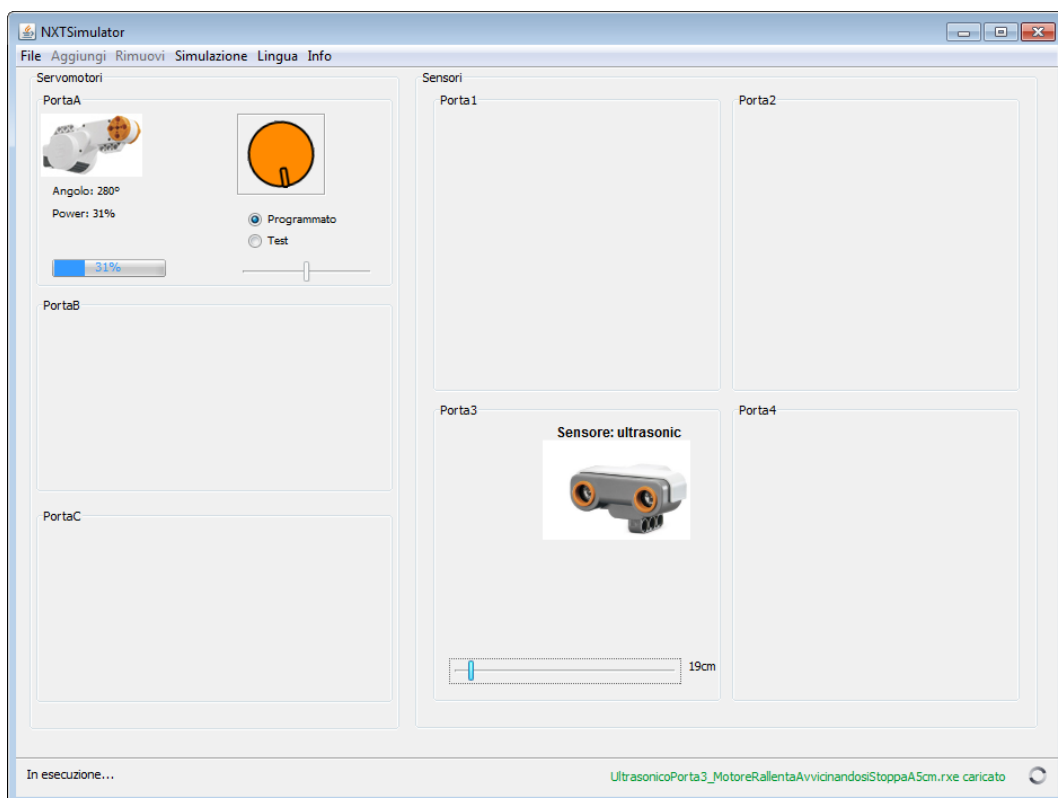 NXTSimulator
File Aggiungi Rimuovi Simulazione Lingua Info
Servomotori
PortaA
Angolo: 280º
Power: 31%
31%
Programmato
Test
PortaB
PortaC
Sensori
Porta1
Porta2
Porta3
Sensore: ultrasonic
19cm
Porta4
In esecuzione...
UltrasonicoPorta3_MotoreRallentaAvvicinandosiStoppaA5cm.rxe caricato